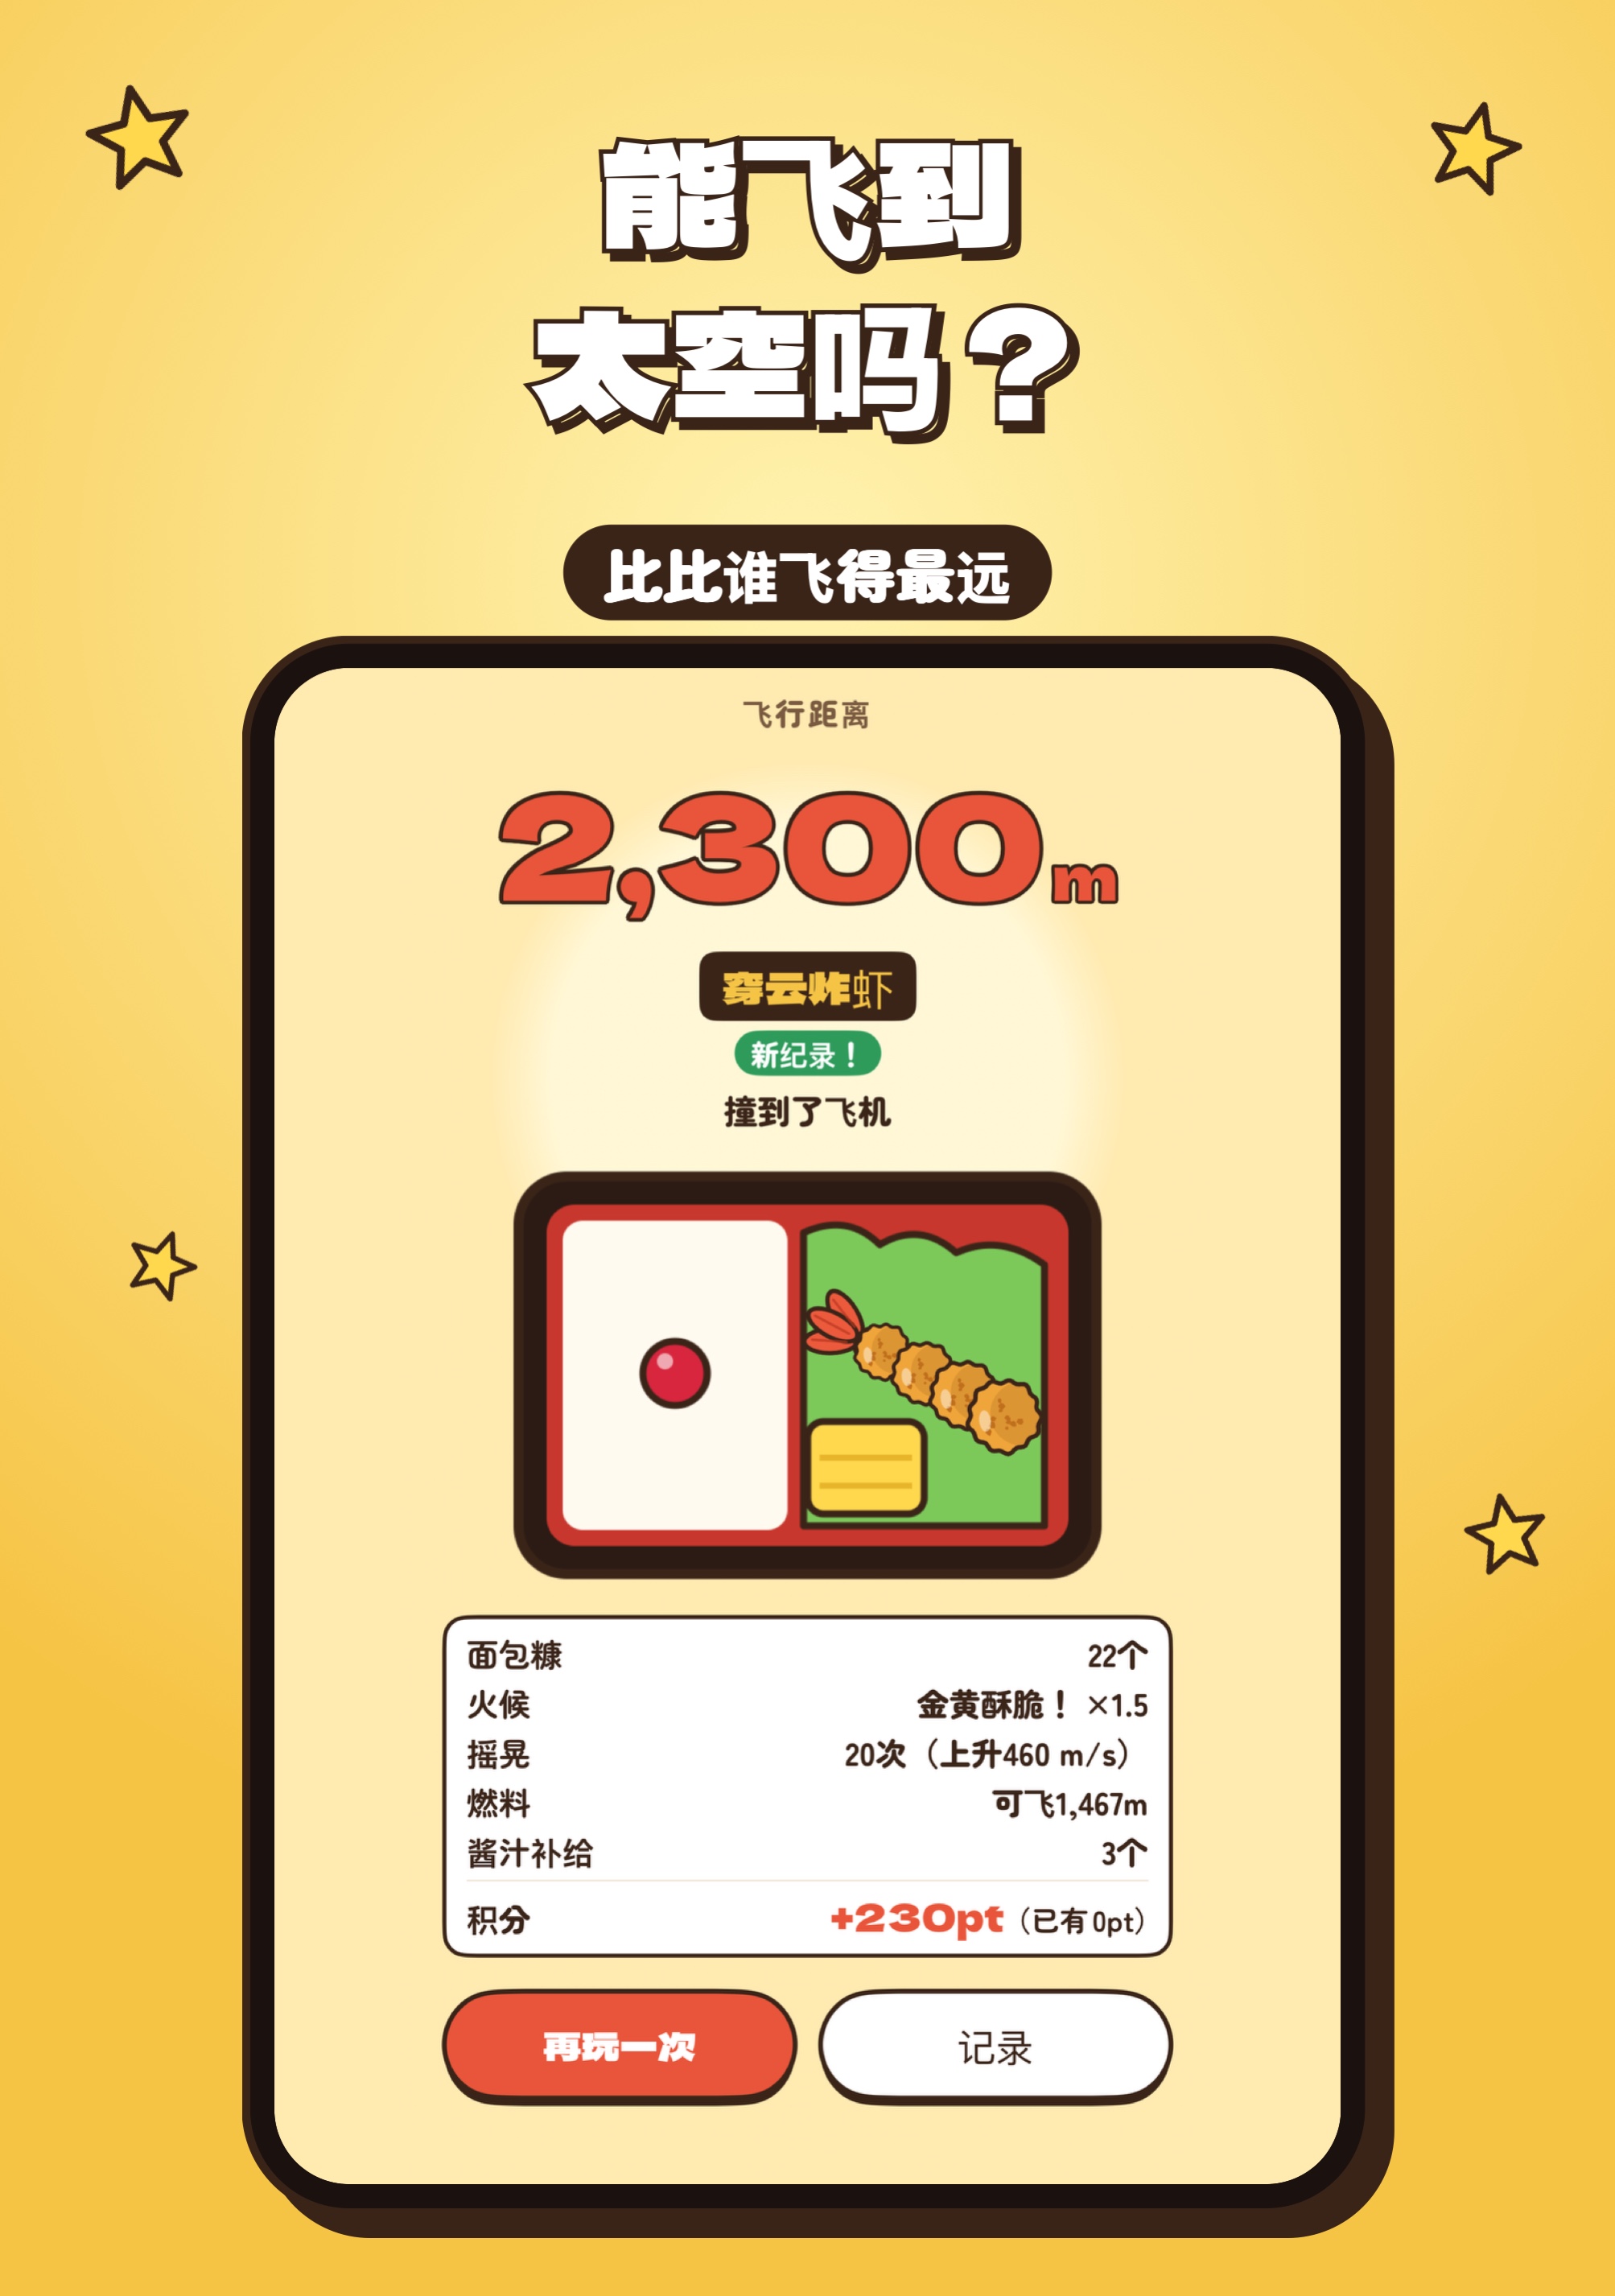 能飞到
太空吗？
比比谁飞得最远
飞行距离
2,300m
穿云炸虾
新纪录！
撞到了飞机
面包糠 22个
火候 金黄酥脆！ ×1.5
摇晃 20次（上升460 m/s）
燃料 可飞1,467m
酱汁补给 3个
积分 +230pt（已有 0pt）
再玩一次 记录